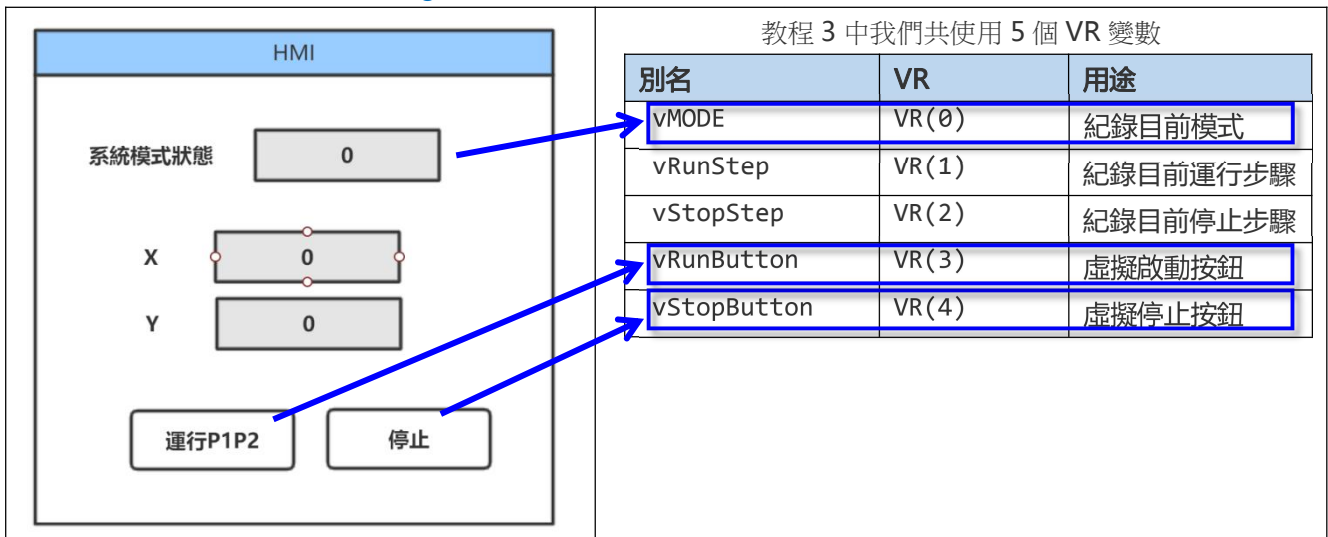 HMI
系統模式狀態 0
X 0
Y 0
運行P1P2 停止
教程 3 中我們共使用 5 個 VR 變數
別名 VR 用途
vMODE VR(0) 紀錄目前模式
vRunStep VR(1) 紀錄目前運行步驟
vStopStep VR(2) 紀錄目前停止步驟
vRunButton VR(3) 虛擬啟動按鈕
vStopButton VR(4) 虛擬停止按鈕